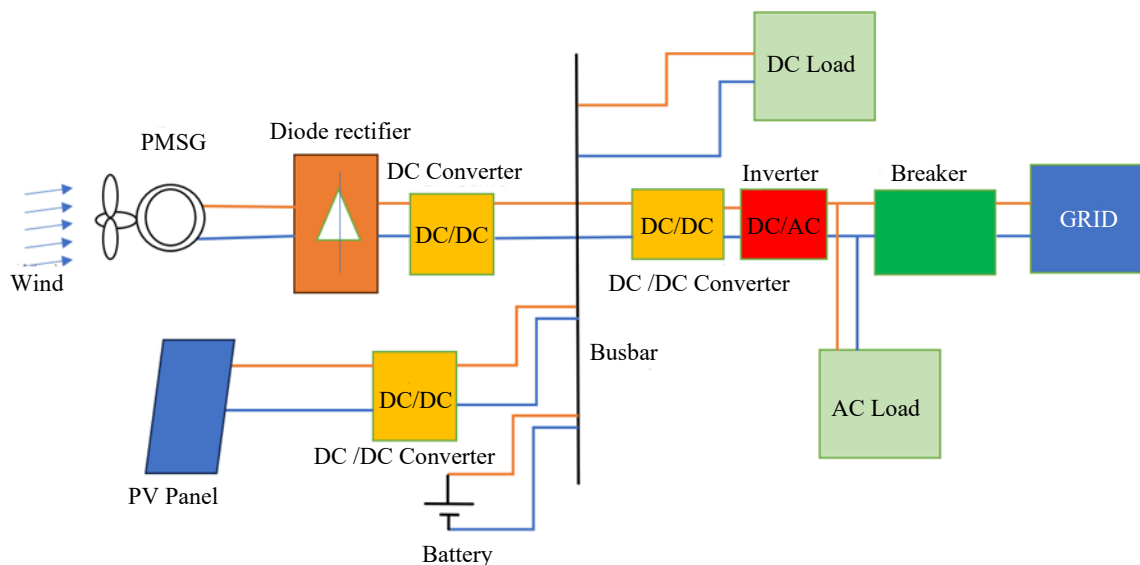 DC Load
Diode rectifier
PMSG
DC Converter
Inverter
Breaker
DC/DC
DC/DC
DC/AC
GRID
Wind
DC /DC Converter
Busbar
DC/DC
AC Load
DC /DC Converter
PV Panel
Battery